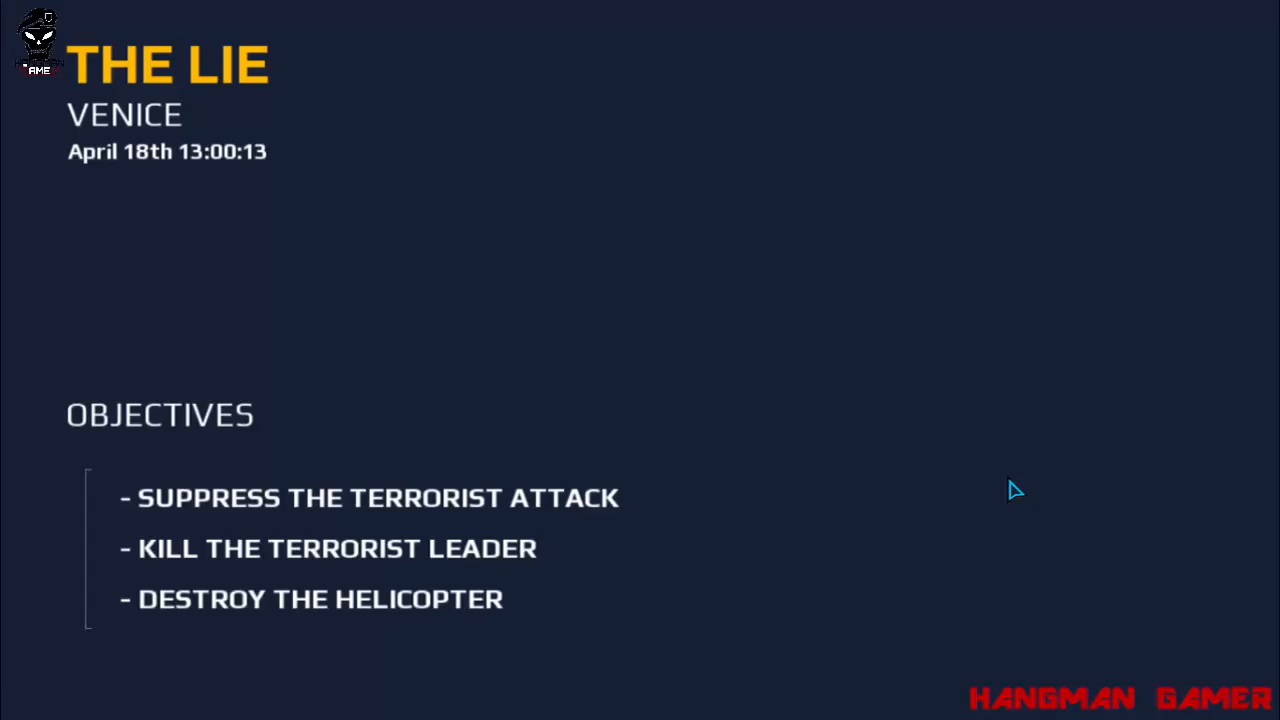 THE LIE
VENICE
April 18th 13:00:13
OBJECTIVES
- SUPPRESS THE TERRORIST ATTACK
- KILL THE TERRORIST LEADER
- DESTROY THE HELICOPTER
HANGMAN GAMER